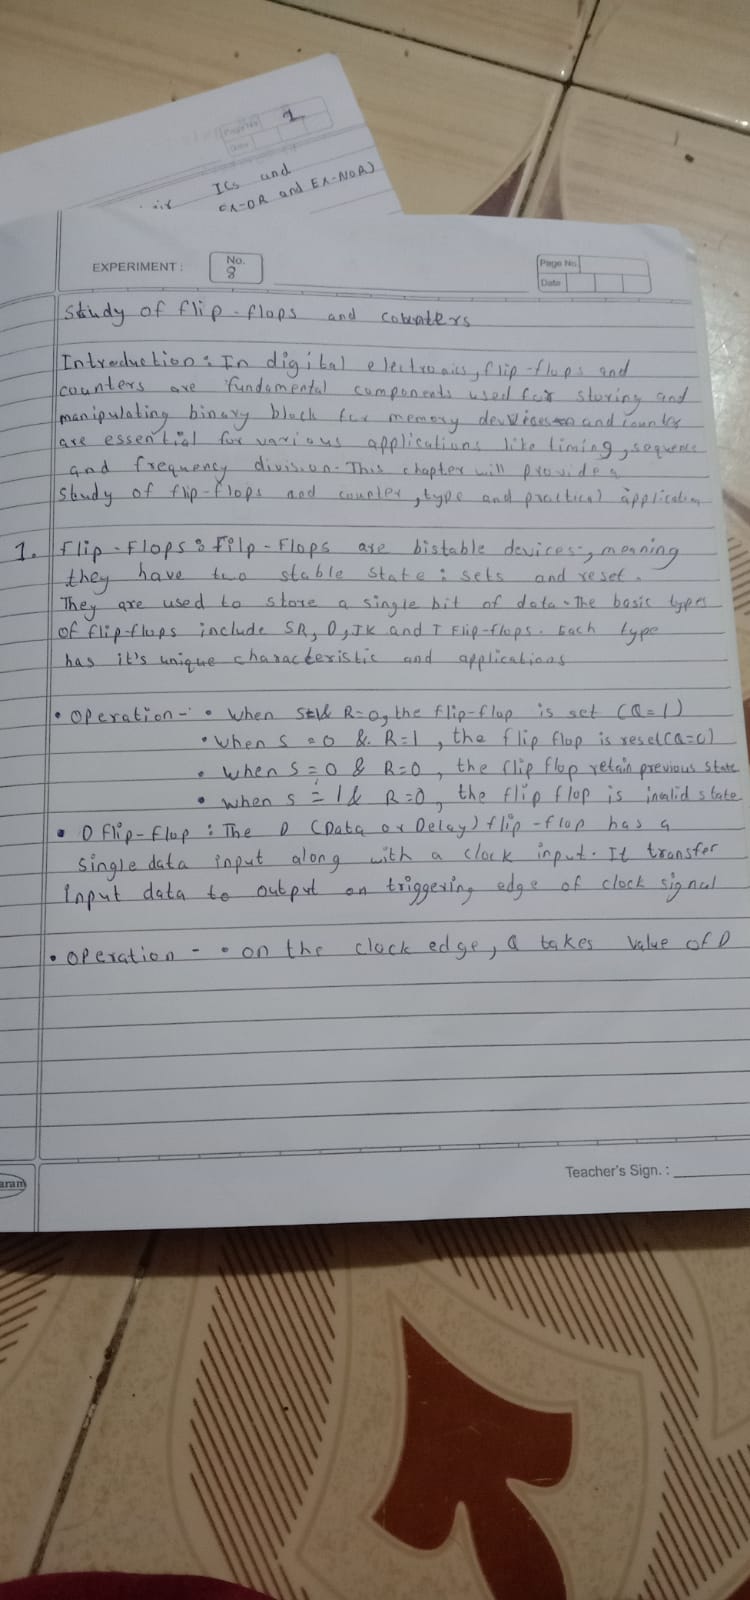 Page No. 1
Date
ICs and
EX-OR and EX-NOR)
EXPERIMENT : No. 8
Page No.
Date
Study of flip-flops and counters
Introduction : In digital electronics, flip-flops and
counters are fundamental components used for storing and
manipulating binary block for memory devices and counter
are essential for various applications like timing, sequence
and frequency division. This chapter will provide a
study of flip-flops and counter, type and practical application
1. Flip-Flops : Filp-Flops are bistable devices, meaning
they have two stable state : sets and reset.
They are used to store a single bit of data. The basic types
of flip-flops include SR, D, JK and T Flip-flops. Each type
has it's unique characteristic and applications
• Operation - • When S=1 & R=0, the flip-flop is set (Q=1)
• When S = 0 & R=1, the flip flop is reset (Q=0)
• When S = 0 & R=0, the flip flop retain previous state
• When S = 1 & R=0, the flip flop is invalid state
• D Flip-flop : The D (Data or Delay) flip-flop has a
single data input along with a clock input. It transfer
Input data to output on triggering edge of clock signal
• Operation - • on the clock edge, Q takes value of D
Teacher's Sign. :
aram